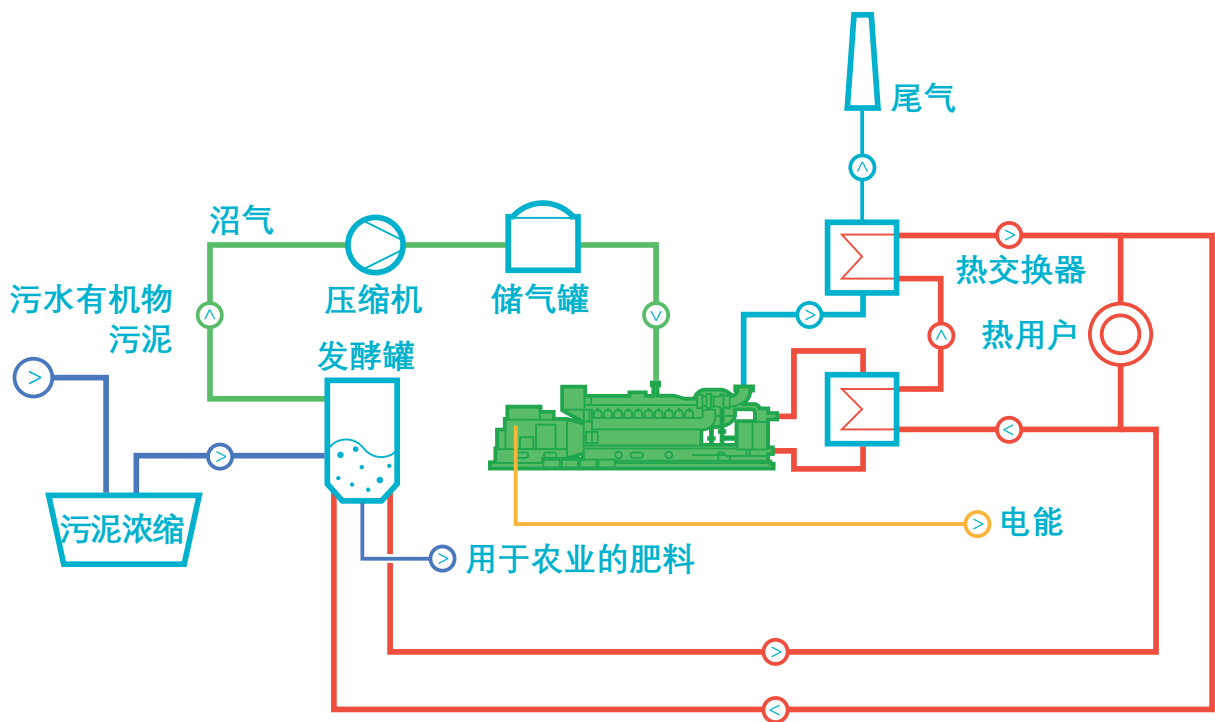 尾气
沼气
污水有机物
污泥
压缩机
储气罐
热交换器
热用户
发酵罐
污泥浓缩
用于农业的肥料
电能